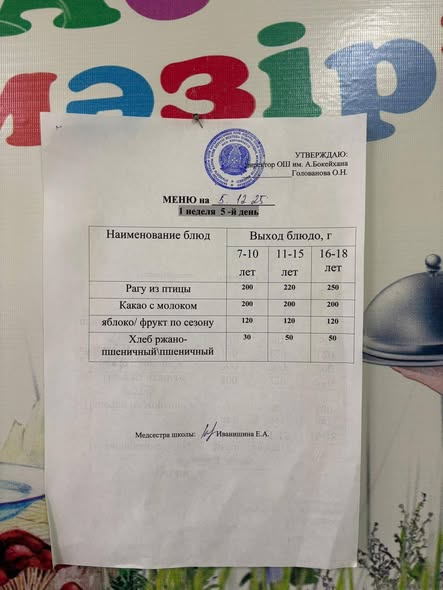 мәзірі
УТВЕРЖДАЮ:
Директор ОШ им. А.Бокейхана
Голованова О.Н.
МЕНЮ на 5. 12. 25
1 неделя 5 -й день
Наименование блюд Выход блюдо, г
7-10 лет 11-15 лет 16-18 лет
Рагу из птицы 200 220 250
Какао с молоком 200 200 200
яблоко/ фрукт по сезону 120 120 120
Хлеб ржано-
пшеничный\пшеничный 30 50 50
Медсестра школы: Иванишина Е.А.